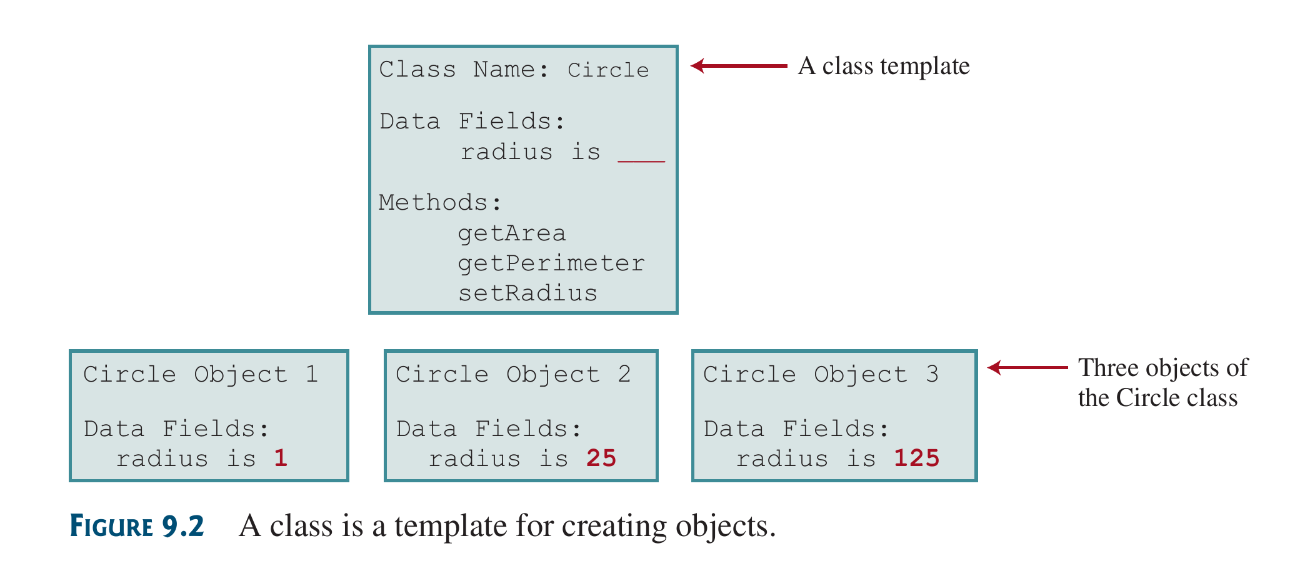 Class Name: Circle
A class template
Data Fields:
radius is ___
Methods:
getArea
getPerimeter
setRadius
Circle Object 1
Data Fields:
radius is 1
Circle Object 2
Data Fields:
radius is 25
Circle Object 3
Data Fields:
radius is 125
Three objects of
the Circle class
FIGURE 9.2 A class is a template for creating objects.